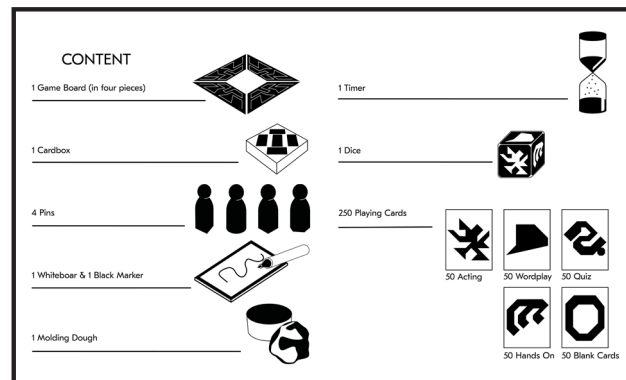 CONTENT
1 Game Board (in four pieces)
1 Cardbox
4 Pins
1 Whiteboar & 1 Black Marker
1 Molding Dough
1 Timer
1 Dice
250 Playing Cards
50 Acting
50 Wordplay
50 Quiz
50 Hands On
50 Blank Cards